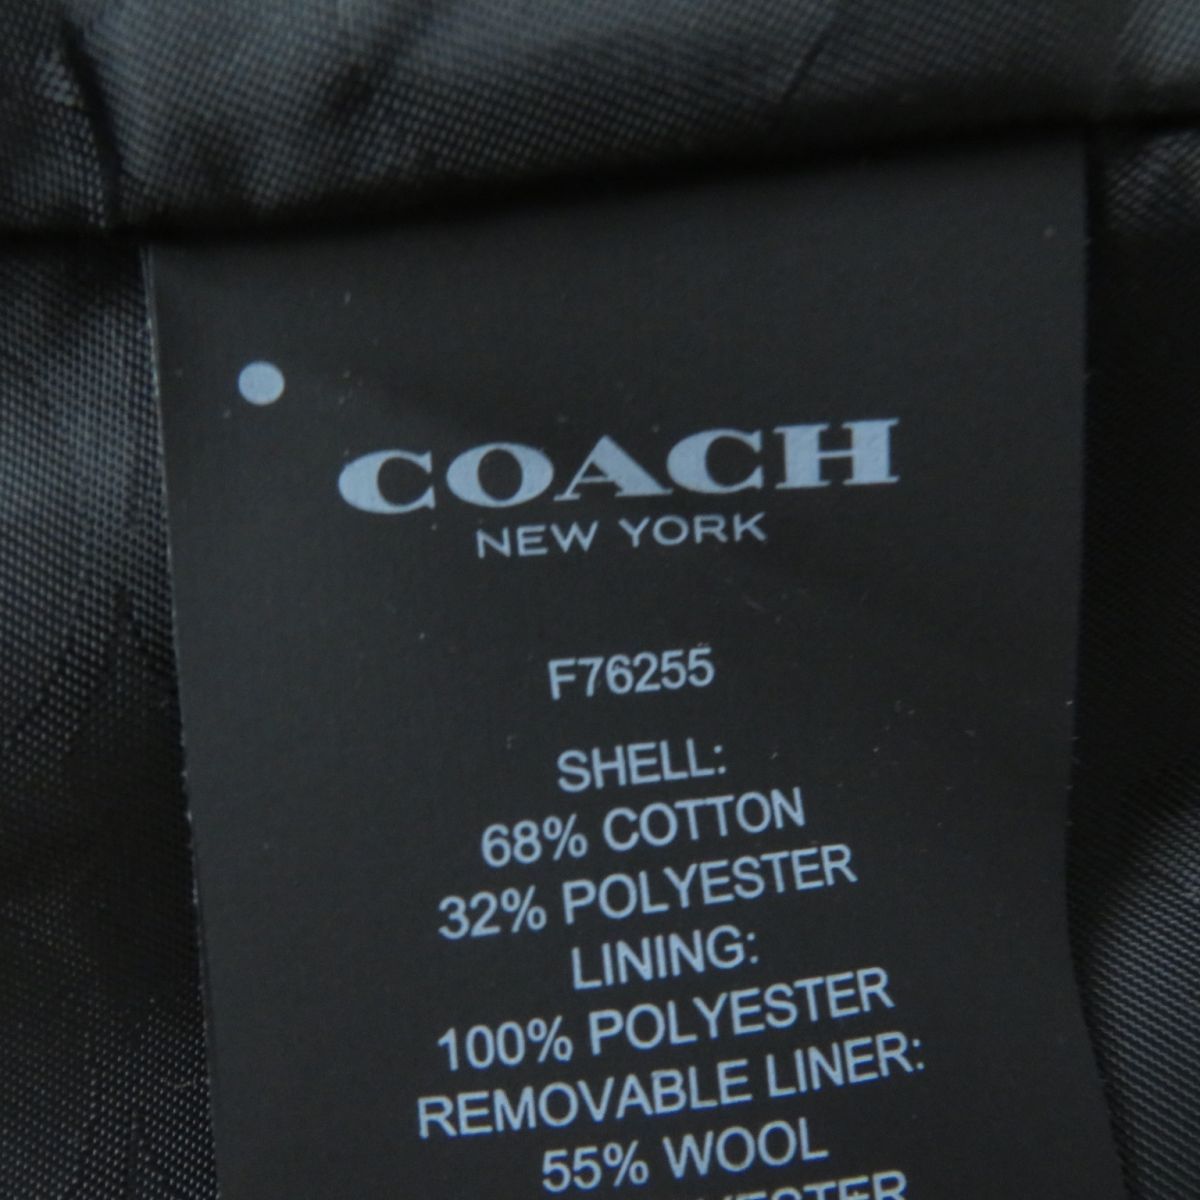 COACH
NEW YORK
F76255
SHELL:
68% COTTON
32% POLYESTER
LINING:
100% POLYESTER
REMOVABLE LINER:
55% WOOL